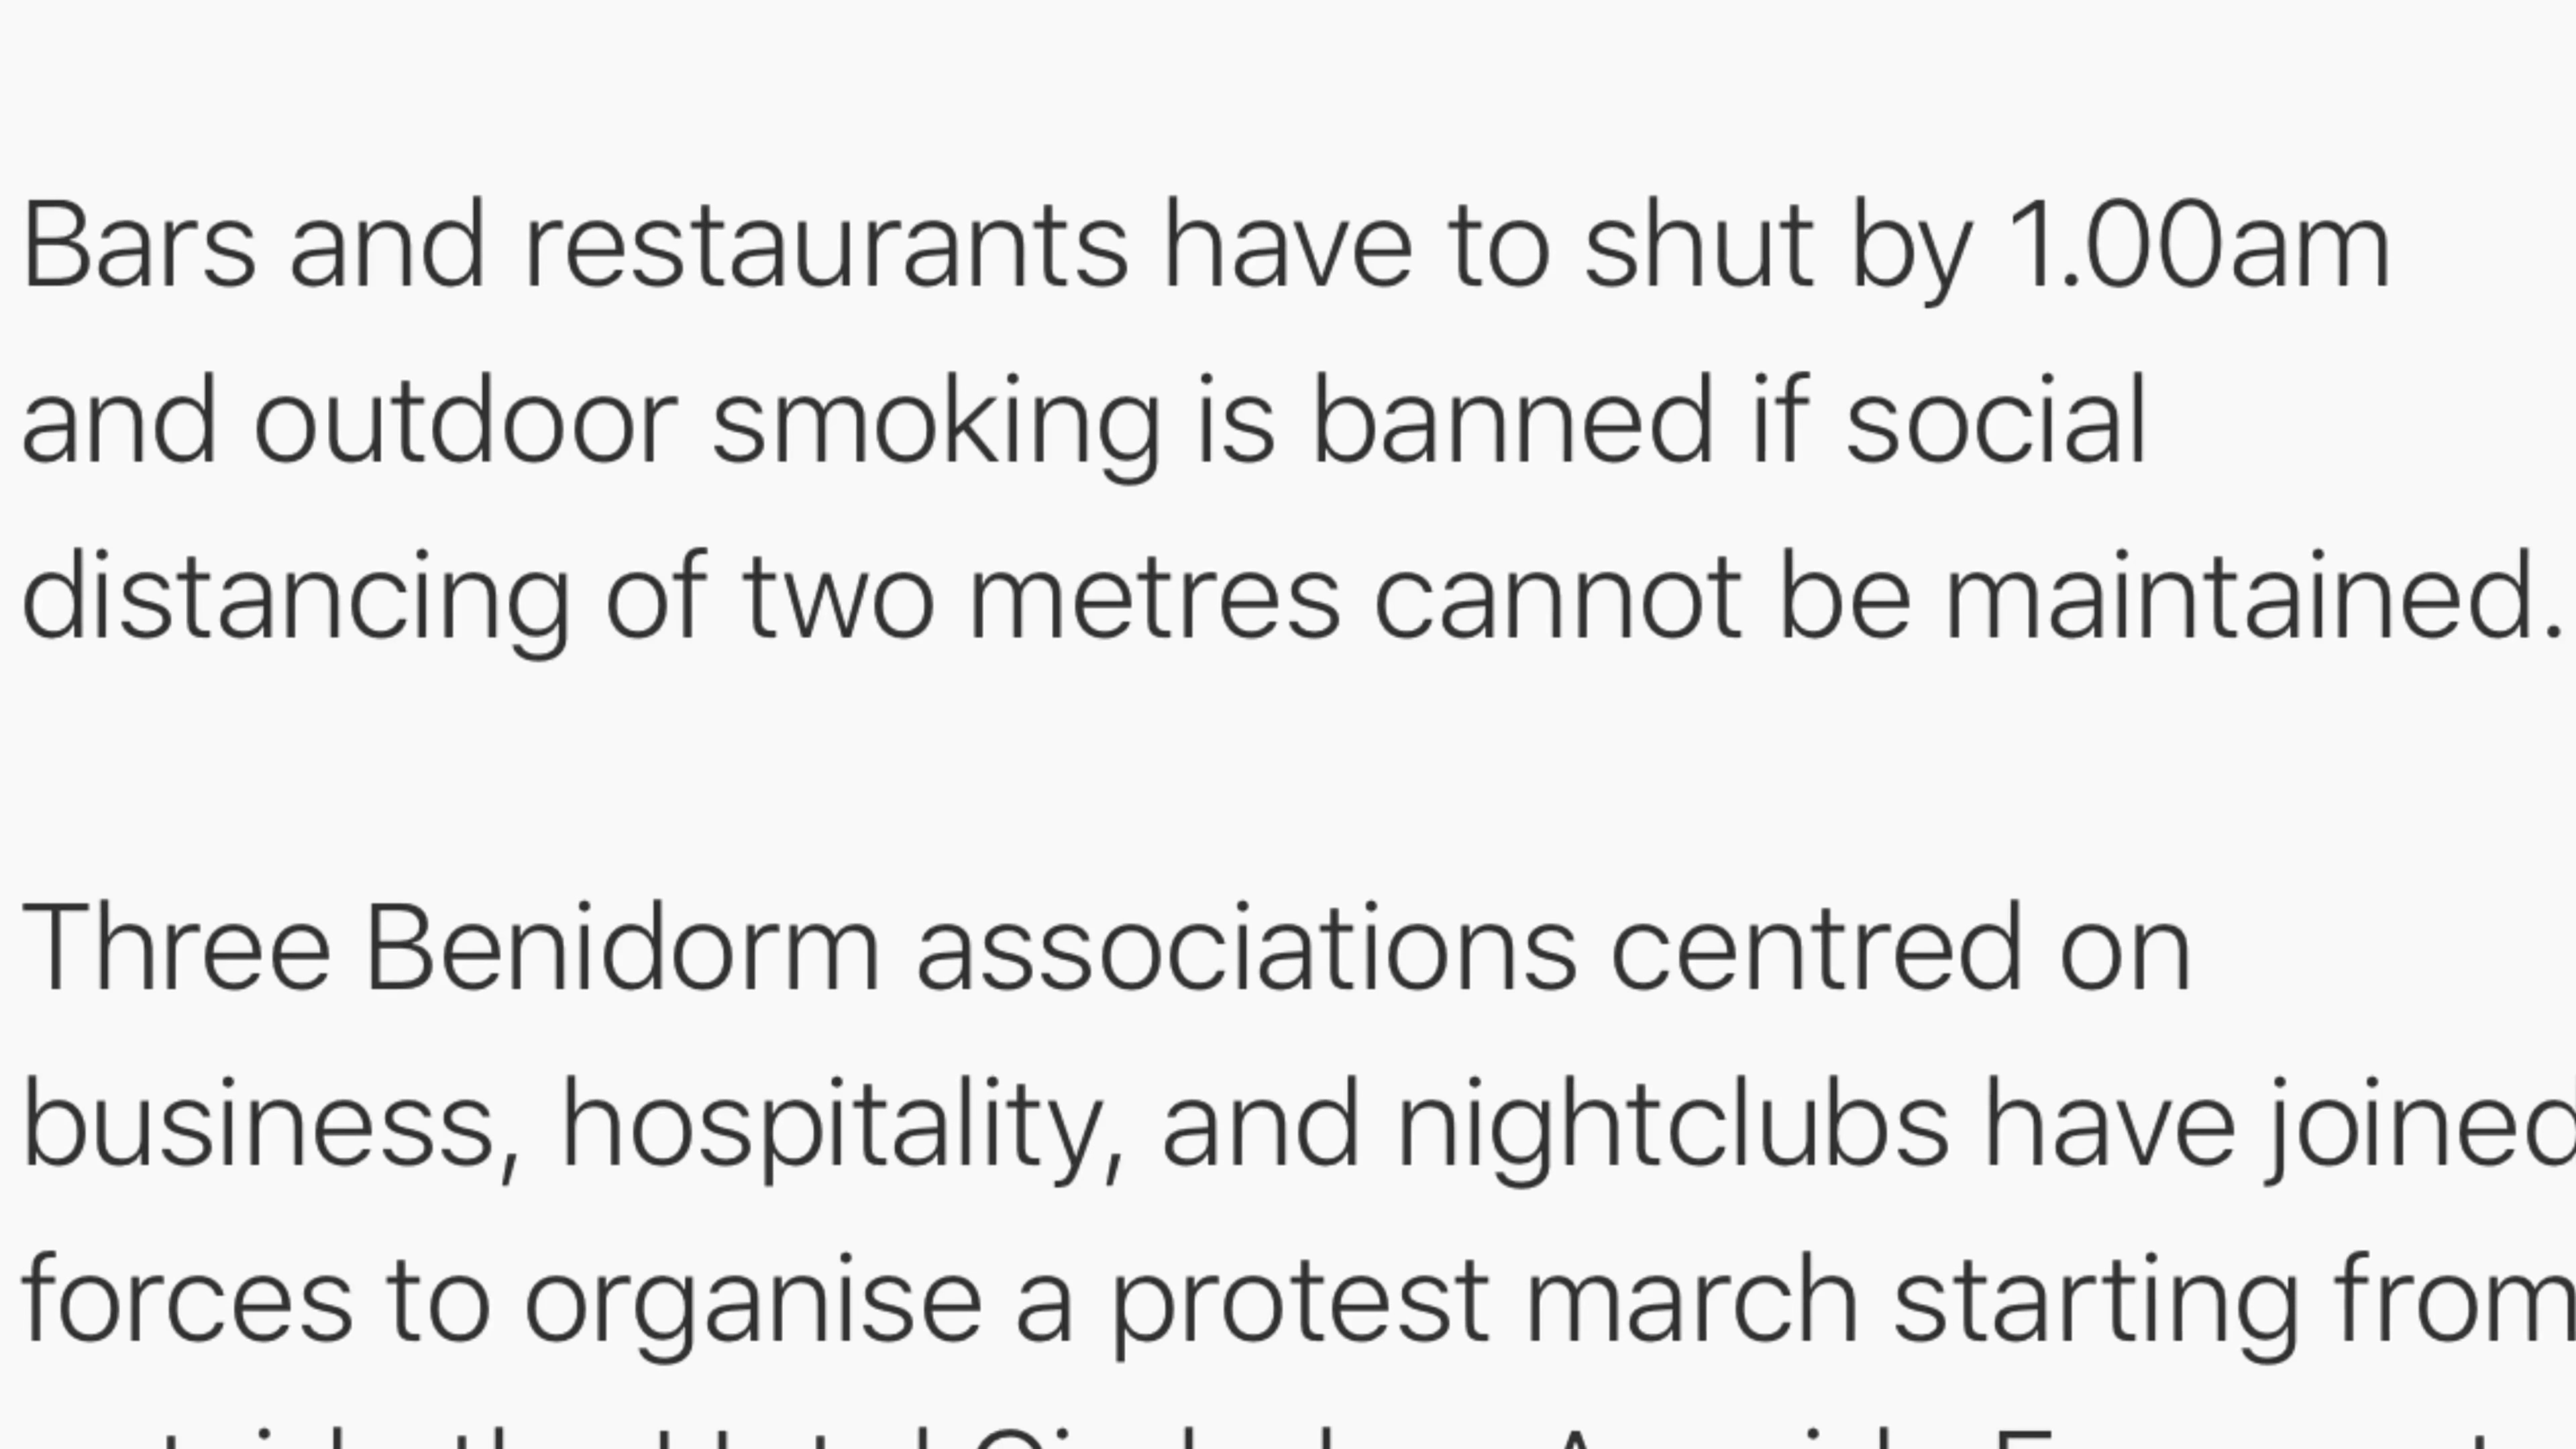 Bars and restaurants have to shut by 1.00am
and outdoor smoking is banned if social
distancing of two metres cannot be maintained.
Three Benidorm associations centred on
business, hospitality, and nightclubs have joined
forces to organise a protest march starting from